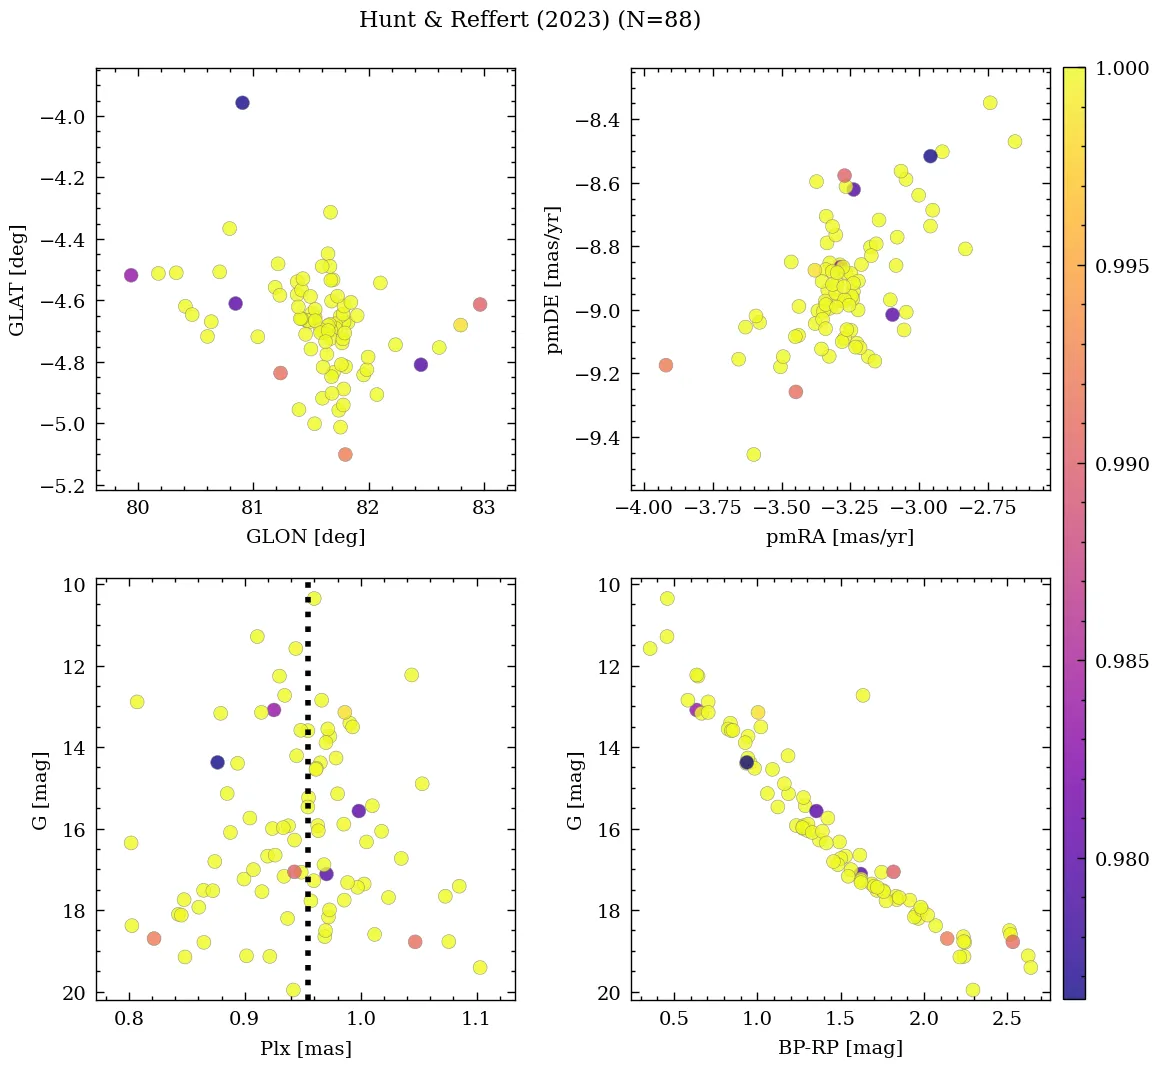 Hunt & Reffert (2023) (N=88)
−4.0
−4.2
−4.4
−4.6
−4.8
−5.0
−5.2
GLAT [deg]
80 81 82 83
GLON [deg]
−8.4
−8.6
−8.8
−9.0
−9.2
−9.4
pmDE [mas/yr]
−4.00 −3.75 −3.50 −3.25 −3.00 −2.75
pmRA [mas/yr]
10
12
14
16
18
20
G [mag]
0.8 0.9 1.0 1.1
Plx [mas]
10
12
14
16
18
20
G [mag]
0.5 1.0 1.5 2.0 2.5
BP-RP [mag]
1.000
0.995
0.990
0.985
0.980